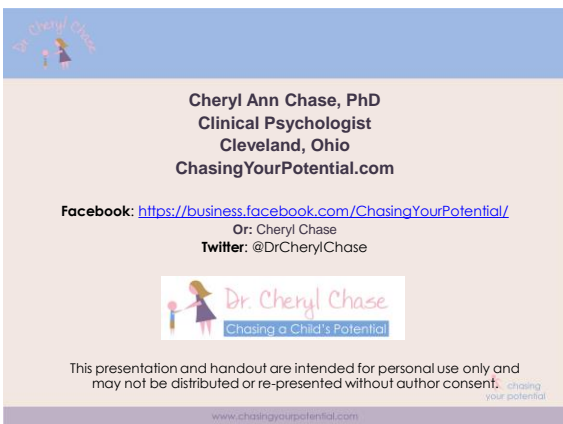 Dr Cheryl Chase
Cheryl Ann Chase, PhD
Clinical Psychologist
Cleveland, Ohio
ChasingYourPotential.com
Facebook: https://business.facebook.com/ChasingYourPotential/
Or: Cheryl Chase
Twitter: @DrCherylChase
Dr. Cheryl Chase
Chasing a Child's Potential
This presentation and handout are intended for personal use only and
may not be distributed or re-presented without author consent.
chasing
your potential
www.chasingyourpotential.com